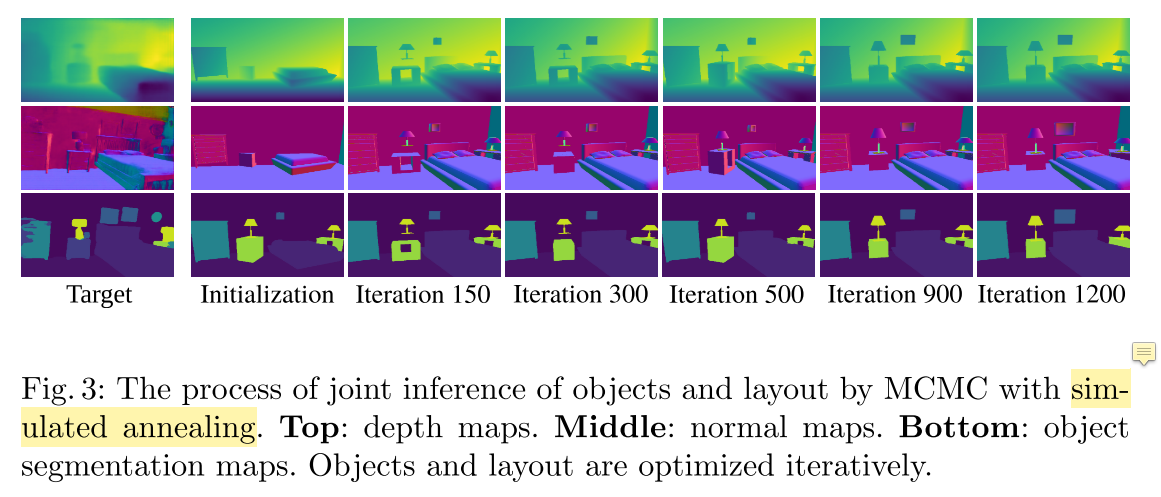 Target Initialization Iteration 150 Iteration 300 Iteration 500 Iteration 900 Iteration 1200
Fig. 3: The process of joint inference of objects and layout by MCMC with sim-
ulated annealing. Top: depth maps. Middle: normal maps. Bottom: object
segmentation maps. Objects and layout are optimized iteratively.